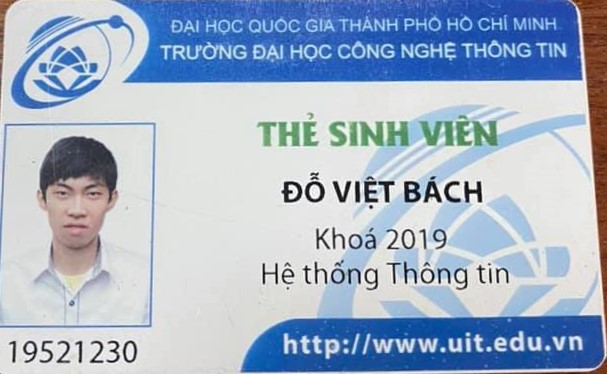 ĐẠI HỌC QUỐC GIA THÀNH PHỐ HỒ CHÍ MINH
TRƯỜNG ĐẠI HỌC CÔNG NGHỆ THÔNG TIN
THẺ SINH VIÊN
ĐỖ VIỆT BÁCH
Khoá 2019
Hệ thống Thông tin
19521230
http://www.uit.edu.vn